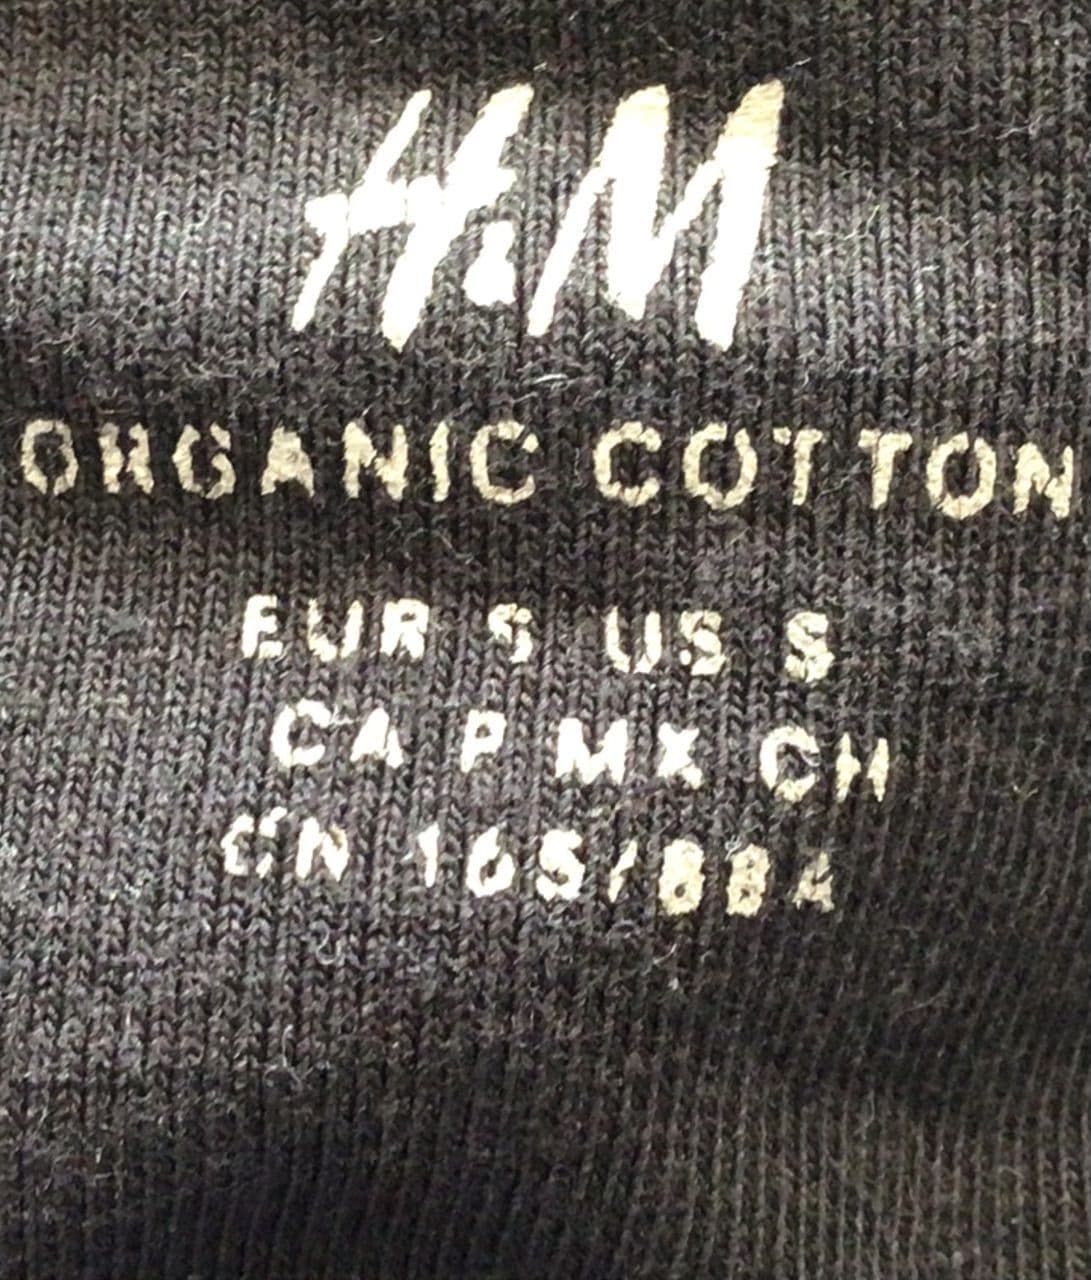 H&M
ORGANIC COTTON
EUR S US S
CA P MX CH
CN 165/88A